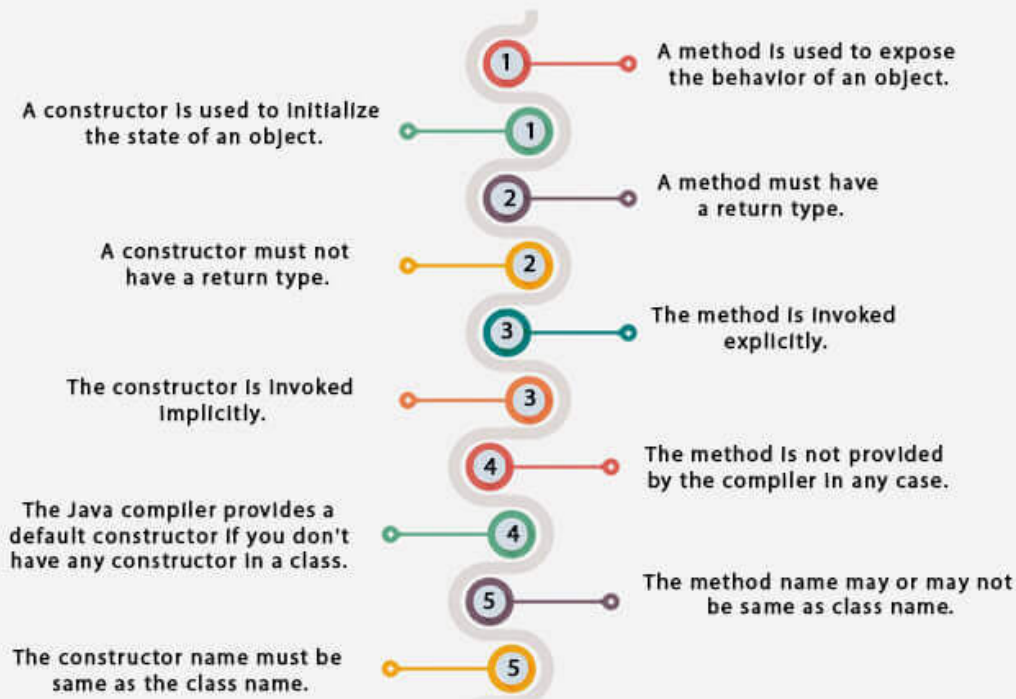 1
A method is used to expose
the behavior of an object.
A constructor is used to initialize
the state of an object.
1
2
A method must have
a return type.
A constructor must not
have a return type.
2
3
The method is invoked
explicitly.
The constructor is invoked
implicitly.
3
4
The method is not provided
by the compiler in any case.
The Java compiler provides a
default constructor if you don't
have any constructor in a class.
4
5
The method name may or may not
be same as class name.
The constructor name must be
same as the class name.
5